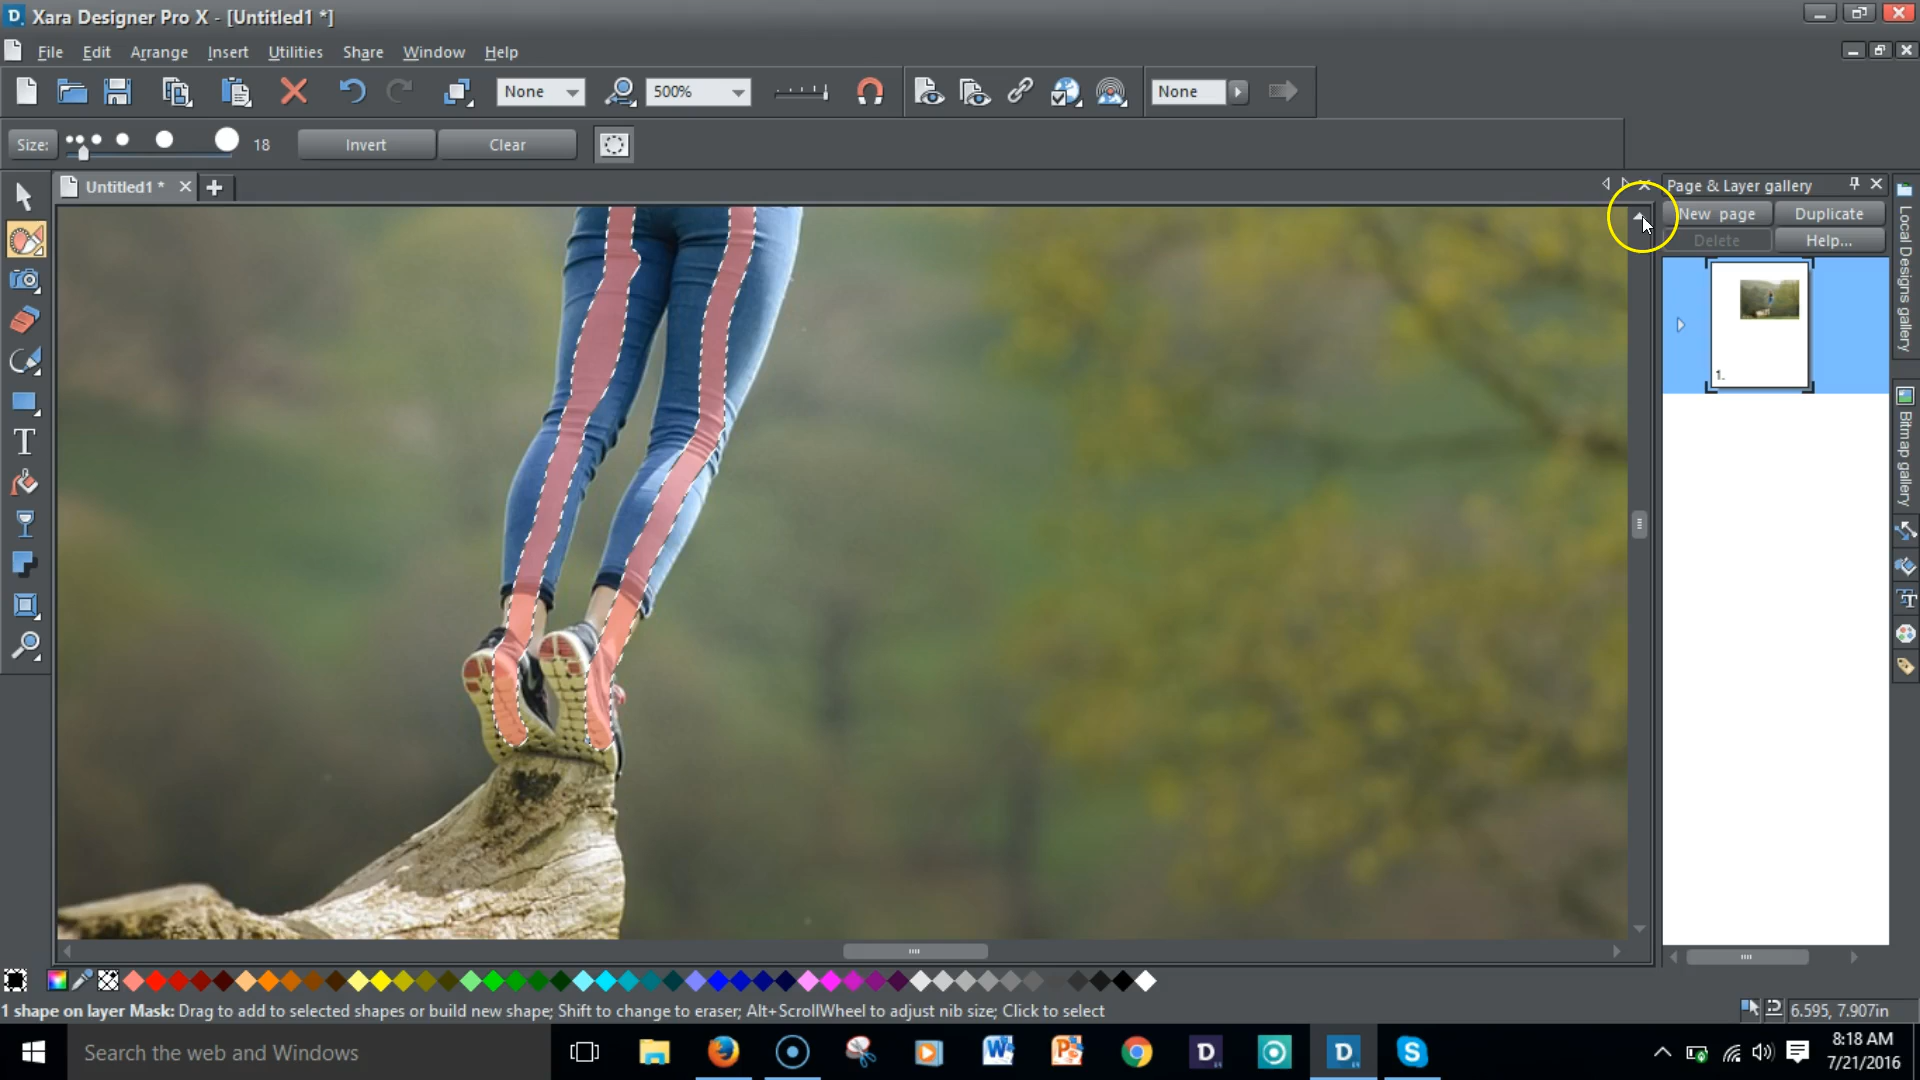 Xara Designer Pro X - [Untitled1 *]
File Edit Arrange Insert Utilities Share Window Help
None 500% None
Size: 18 Invert Clear
Untitled1 *
Page & Layer gallery
New page Duplicate
Delete Help...
1.
Local Designs gallery
Bitmap gallery
1 shape on layer Mask: Drag to add to selected shapes or build new shape; Shift to change to eraser; Alt+ScrollWheel to adjust nib size; Click to select
6.595, 7.907in
Search the web and Windows
8:18 AM
7/21/2016